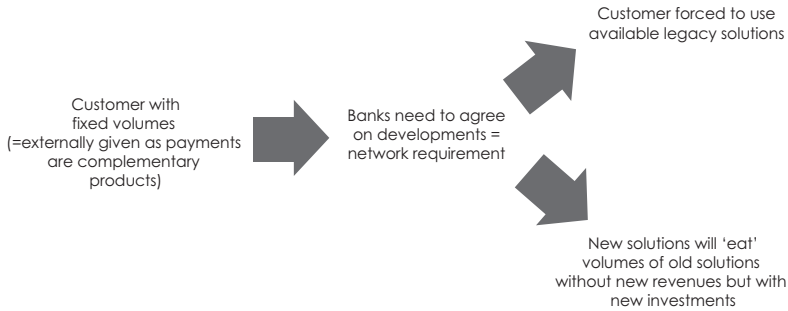 Customer forced to use
available legacy solutions
Customer with
fixed volumes
(=externally given as payments
are complementary
products)
Banks need to agree
on developments =
network requirement
New solutions will ‘eat’
volumes of old solutions
without new revenues but with
new investments